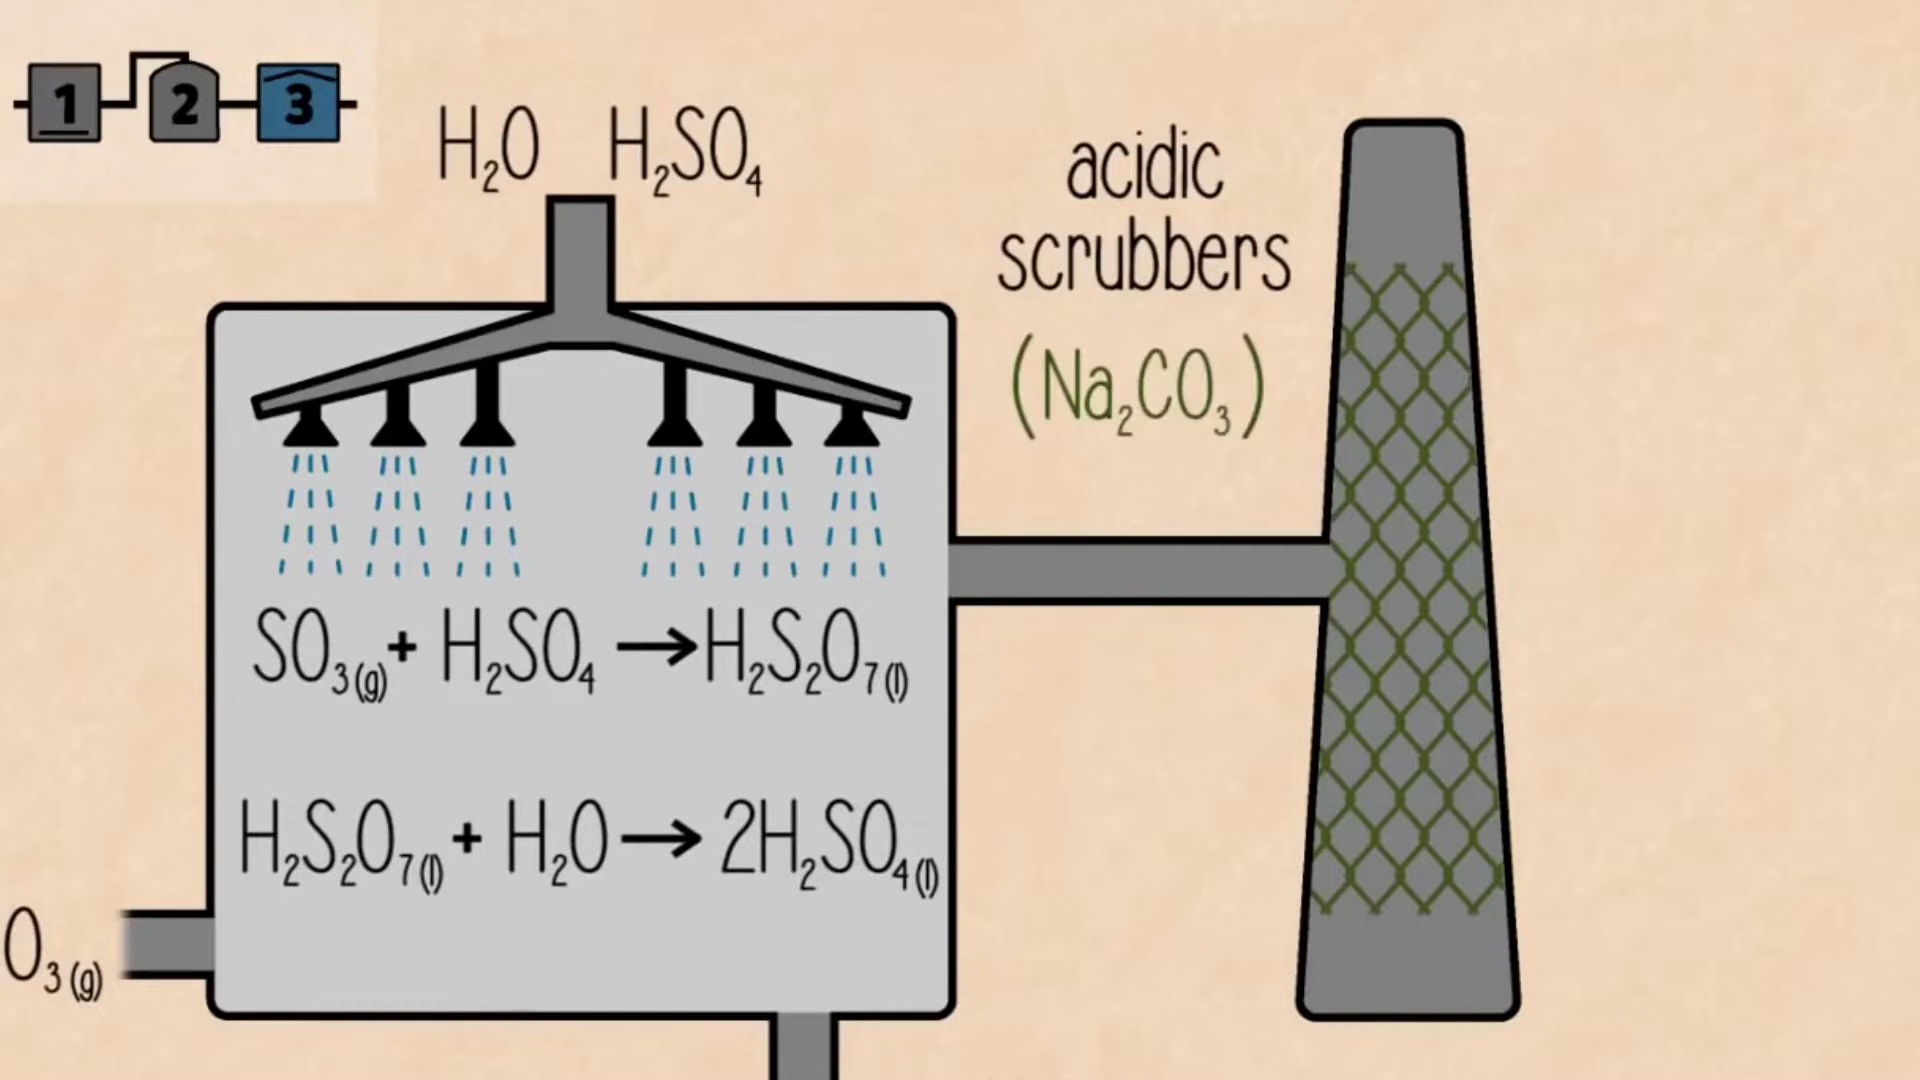 1 2 3
H₂O H₂SO₄
acidic
scrubbers
(Na₂CO₃)
SO₃(g) + H₂SO₄ → H₂S₂O₇(l)
H₂S₂O₇(l) + H₂O → 2H₂SO₄(l)
O₃(g)